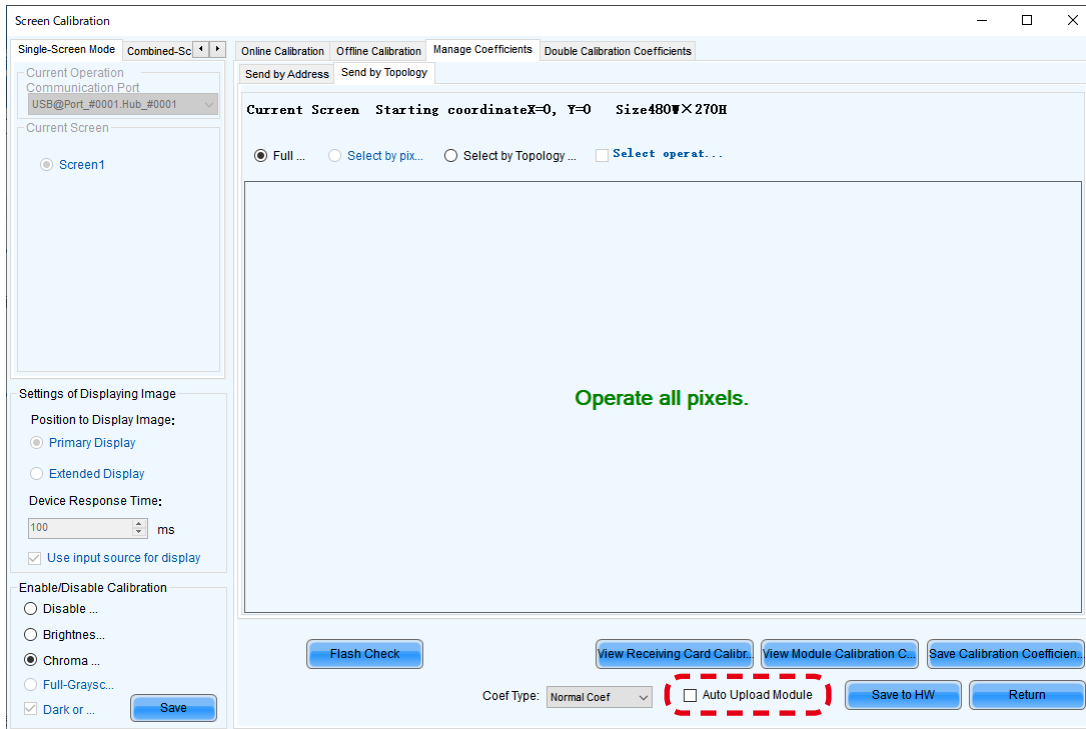 Screen Calibration
Single-Screen Mode
Combined-Sc
Current Operation
Communication Port
USB@Port_#0001.Hub_#0001
Current Screen
Screen1
Settings of Displaying Image
Position to Display Image:
Primary Display
Extended Display
Device Response Time:
100
ms
Use input source for display
Enable/Disable Calibration
Disable ...
Brightnes...
Chroma ...
Full-Graysc...
Dark or ...
Save
Online Calibration
Offline Calibration
Manage Coefficients
Double Calibration Coefficients
Send by Address
Send by Topology
Current Screen Starting coordinateX=0, Y=0 Size480W×270H
Full ...
Select by pix...
Select by Topology ...
Select operat...
Operate all pixels.
Flash Check
View Receiving Card Calibr.
View Module Calibration C...
Save Calibration Coefficien.
Coef Type:
Normal Coef
Auto Upload Module
Save to HW
Return